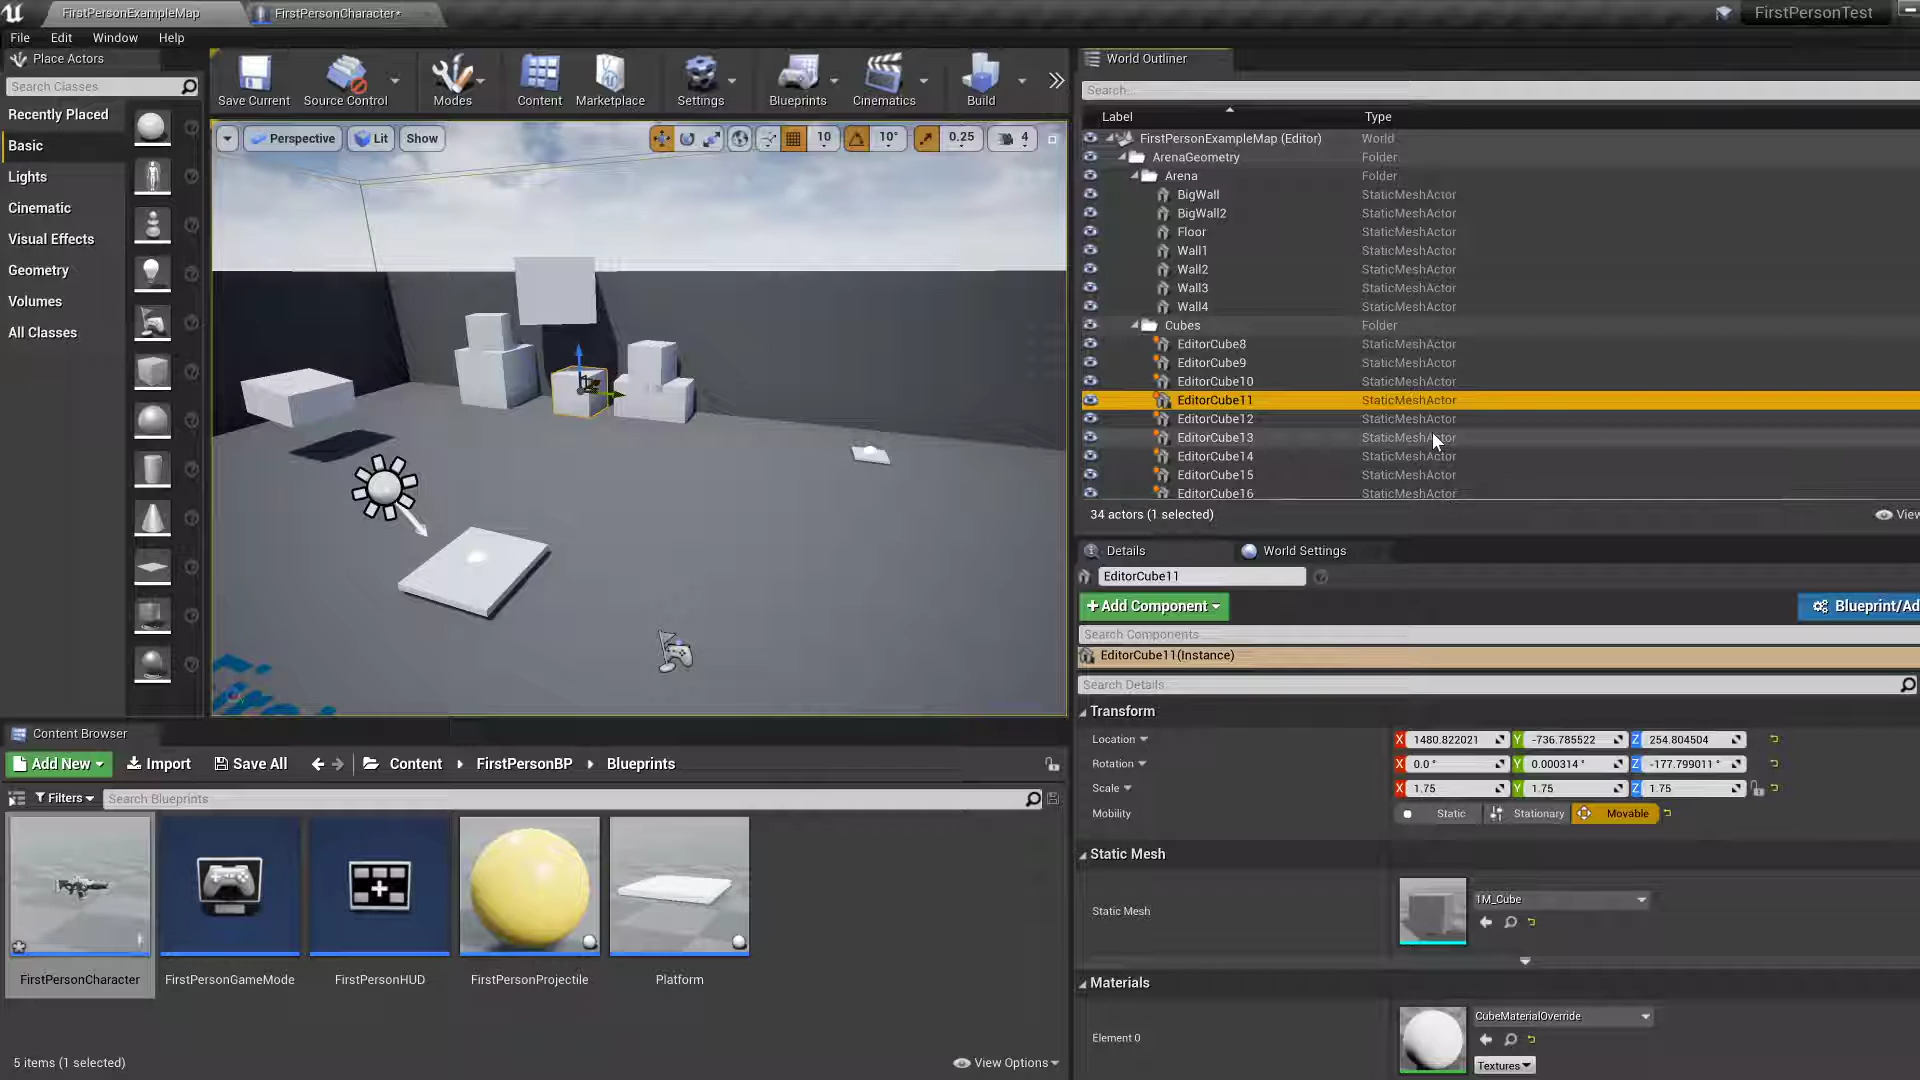 FirstPersonExampleMap
FirstPersonCharacter*
FirstPersonTest
File Edit Window Help
Place Actors
Search Classes
Recently Placed
Basic
Lights
Cinematic
Visual Effects
Geometry
Volumes
All Classes
Save Current Source Control Modes Content Marketplace Settings Blueprints Cinematics Build
Perspective Lit Show 10 10° 0.25 4
World Outliner
Search...
Label Type
FirstPersonExampleMap (Editor) World
ArenaGeometry Folder
Arena Folder
BigWall StaticMeshActor
BigWall2 StaticMeshActor
Floor StaticMeshActor
Wall1 StaticMeshActor
Wall2 StaticMeshActor
Wall3 StaticMeshActor
Wall4 StaticMeshActor
Cubes Folder
EditorCube8 StaticMeshActor
EditorCube9 StaticMeshActor
EditorCube10 StaticMeshActor
EditorCube11 StaticMeshActor
EditorCube12 StaticMeshActor
EditorCube13 StaticMeshActor
EditorCube14 StaticMeshActor
EditorCube15 StaticMeshActor
EditorCube16 StaticMeshActor
34 actors (1 selected) View
Details World Settings
EditorCube11
+Add Component Blueprint/Ad
Search Components
EditorCube11(Instance)
Search Details
Transform
Location X 1480.822021 Y -736.785522 Z 254.804504
Rotation X 0.0 ° Y 0.000314 ° Z -177.799011 °
Scale X 1.75 Y 1.75 Z 1.75
Mobility Static Stationary Movable
Static Mesh
Static Mesh 1M_Cube
Materials
Element 0 CubeMaterialOverride
Textures
Content Browser
Add New Import Save All Content FirstPersonBP Blueprints
Filters Search Blueprints
FirstPersonCharacter FirstPersonGameMode FirstPersonHUD FirstPersonProjectile Platform
5 items (1 selected) View Options